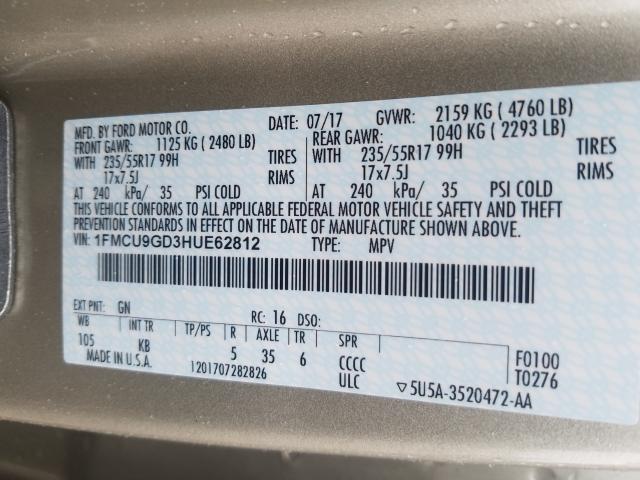 MFD. BY FORD MOTOR CO.
DATE: 07/17 GVWR: 2159 KG ( 4760 LB)
FRONT GAWR: 1125 KG ( 2480 LB)
REAR GAWR: 1040 KG ( 2293 LB)
WITH 235/55R17 99H TIRES
WITH 235/55R17 99H TIRES
17x7.5J RIMS
17x7.5J RIMS
AT 240 kPa/ 35 PSI COLD
AT 240 kPa/ 35 PSI COLD
THIS VEHICLE CONFORMS TO ALL APPLICABLE FEDERAL MOTOR VEHICLE SAFETY AND THEFT
PREVENTION STANDARDS IN EFFECT ON THE DATE OF MANUFACTURE SHOWN ABOVE.
VIN: 1FMCU9GD3HUE62812 TYPE: MPV
EXT PNT: GN RC: 16 DSO:
WB INT TR TP/PS R AXLE TR SPR
105 KB 5 35 6 CCCC F0100
MADE IN U.S.A. 1201707282826 ULC T0276
▽5U5A-3520472-AA